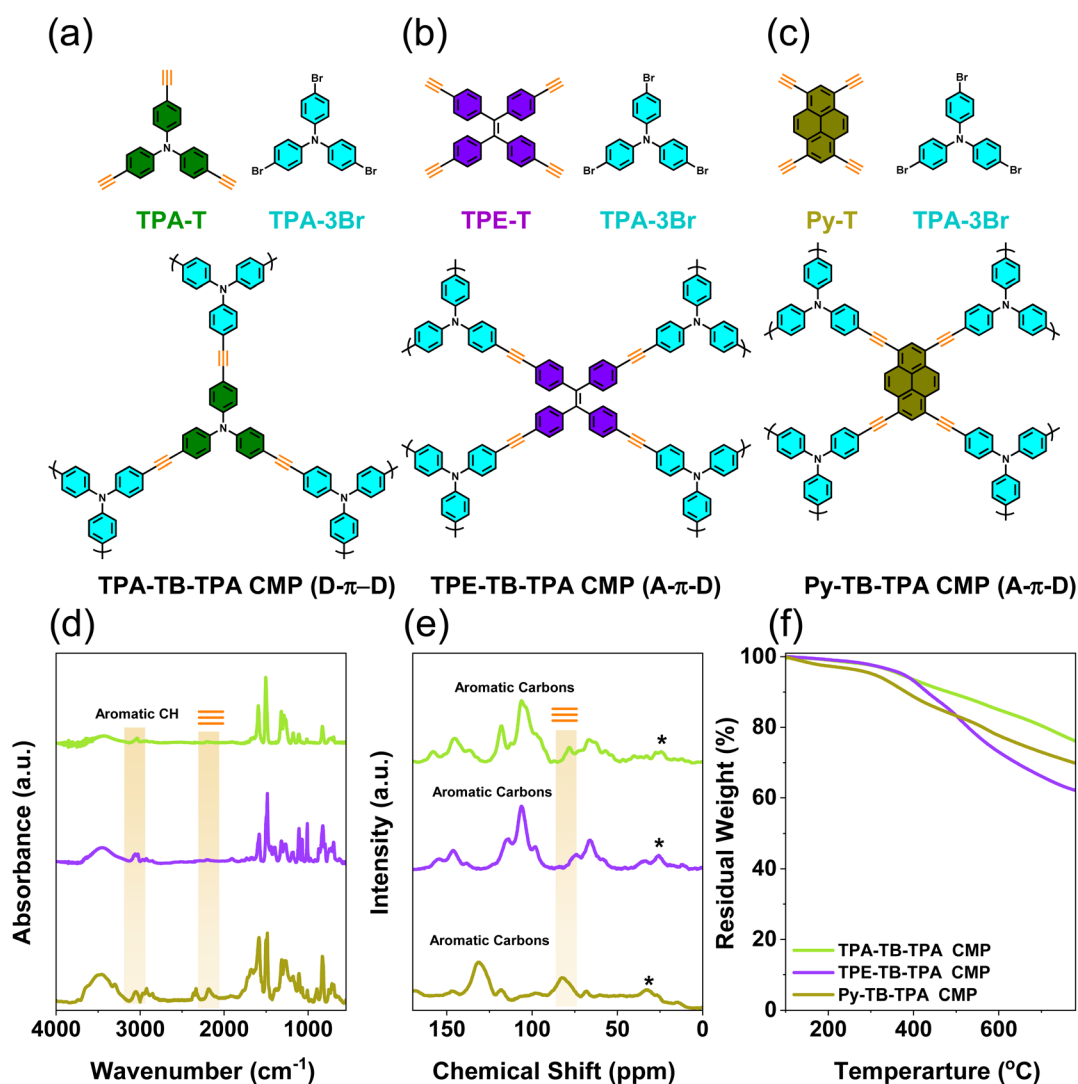 (a)
(b)
(c)
Br
N
N
Br
Br
TPA-T
TPA-3Br
Br
N
Br
Br
TPE-T
TPA-3Br
Br
N
Br
Br
Py-T
TPA-3Br
N
N
N
N
TPA-TB-TPA CMP (D-π–D)
N
N
N
N
TPE-TB-TPA CMP (A-π-D)
N
N
N
N
Py-TB-TPA CMP (A-π-D)
(d)
Absorbance (a.u.)
Aromatic CH
4000
3000
2000
1000
Wavenumber (cm-1)
(e)
Intensity (a.u.)
Aromatic Carbons
*
Aromatic Carbons
*
Aromatic Carbons
*
150
100
50
0
Chemical Shift (ppm)
(f)
Residual Weight (%)
100
80
60
40
20
0
TPA-TB-TPA CMP
TPE-TB-TPA CMP
Py-TB-TPA CMP
200
400
600
Temperarture (oC)